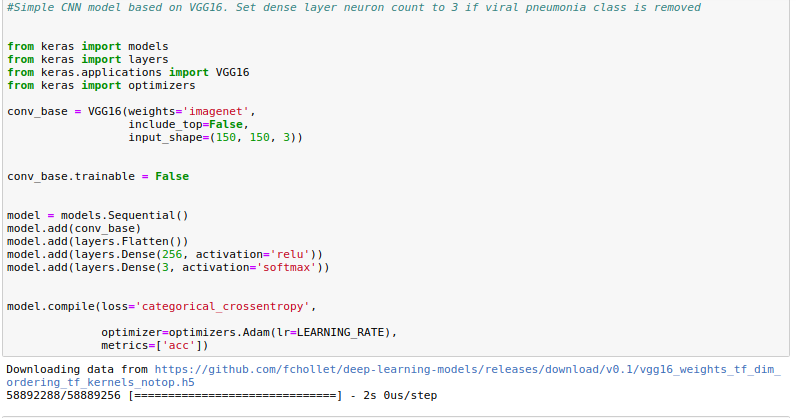 #Simple CNN model based on VGG16. Set dense layer neuron count to 3 if viral pneumonia class is removed
from keras import models
from keras import layers
from keras.applications import VGG16
from keras import optimizers
conv_base = VGG16(weights='imagenet',
include_top=False,
input_shape=(150, 150, 3))
conv_base.trainable = False
model = models.Sequential()
model.add(conv_base)
model.add(layers.Flatten())
model.add(layers.Dense(256, activation='relu'))
model.add(layers.Dense(3, activation='softmax'))
model.compile(loss='categorical_crossentropy',
optimizer=optimizers.Adam(lr=LEARNING_RATE),
metrics=['acc'])
Downloading data from https://github.com/fchollet/deep-learning-models/releases/download/v0.1/vgg16_weights_tf_dim_
ordering_tf_kernels_notop.h5
58892288/58889256 [==============================] - 2s 0us/step